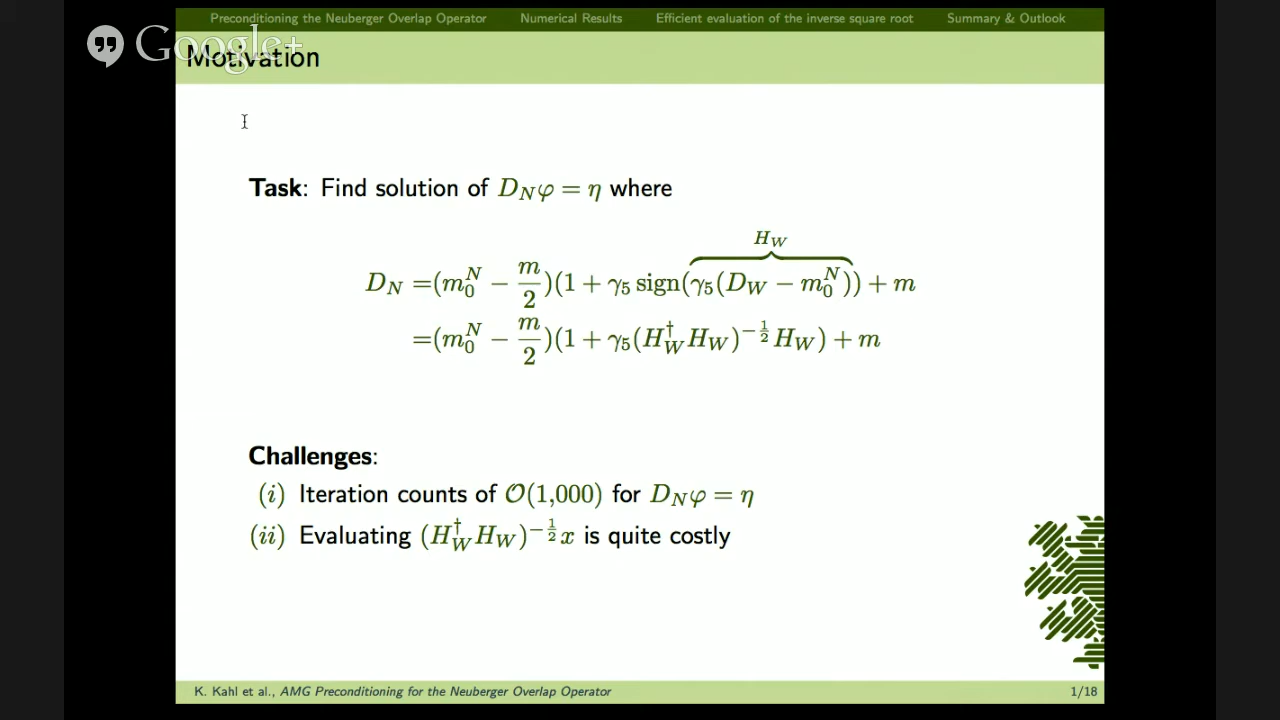 Preconditioning the Neuberger Overlap Operator Numerical Results Efficient evaluation of the inverse square root Summary & Outlook
Google+
Motivation
Task: Find solution of D_Nφ = η where
H_W
D_N =(m_0^N − m/2)(1 + γ_5 sign(γ_5(D_W − m_0^N)) + m
=(m_0^N − m/2)(1 + γ_5(H_W^† H_W)^{−1/2} H_W) + m
Challenges:
(i) Iteration counts of O(1,000) for D_Nφ = η
(ii) Evaluating (H_W^† H_W)^{−1/2} x is quite costly
K. Kahl et al., AMG Preconditioning for the Neuberger Overlap Operator 1/18